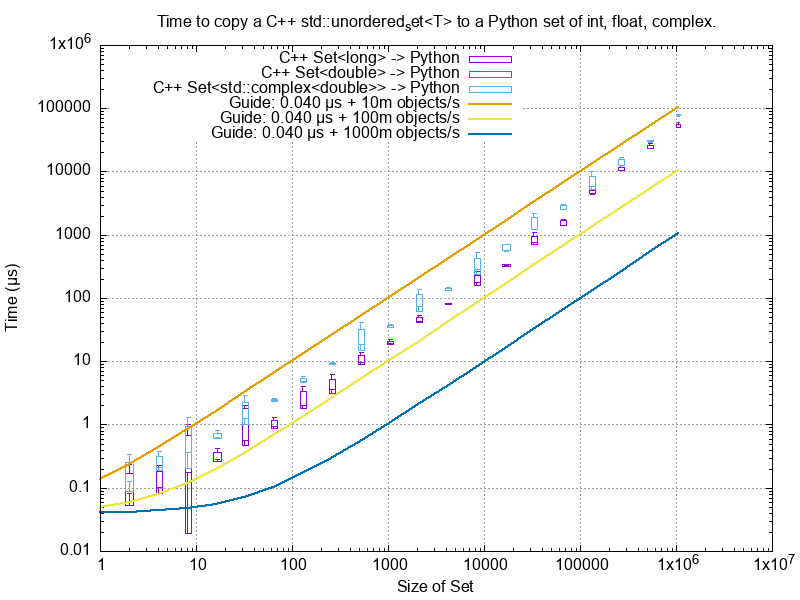 Time to copy a C++ std::unordered_set<T> to a Python set of int, float, complex.
1x10^6
100000
10000
1000
100
10
1
0.1
0.01
C++ Set<long> -> Python
C++ Set<double> -> Python
C++ Set<std::complex<double>> -> Python
Guide: 0.040 µs + 10m objects/s
Guide: 0.040 µs + 100m objects/s
Guide: 0.040 µs + 1000m objects/s
Time (µs)
1 10 100 1000 10000 100000 1x10^6 1x10^7
Size of Set